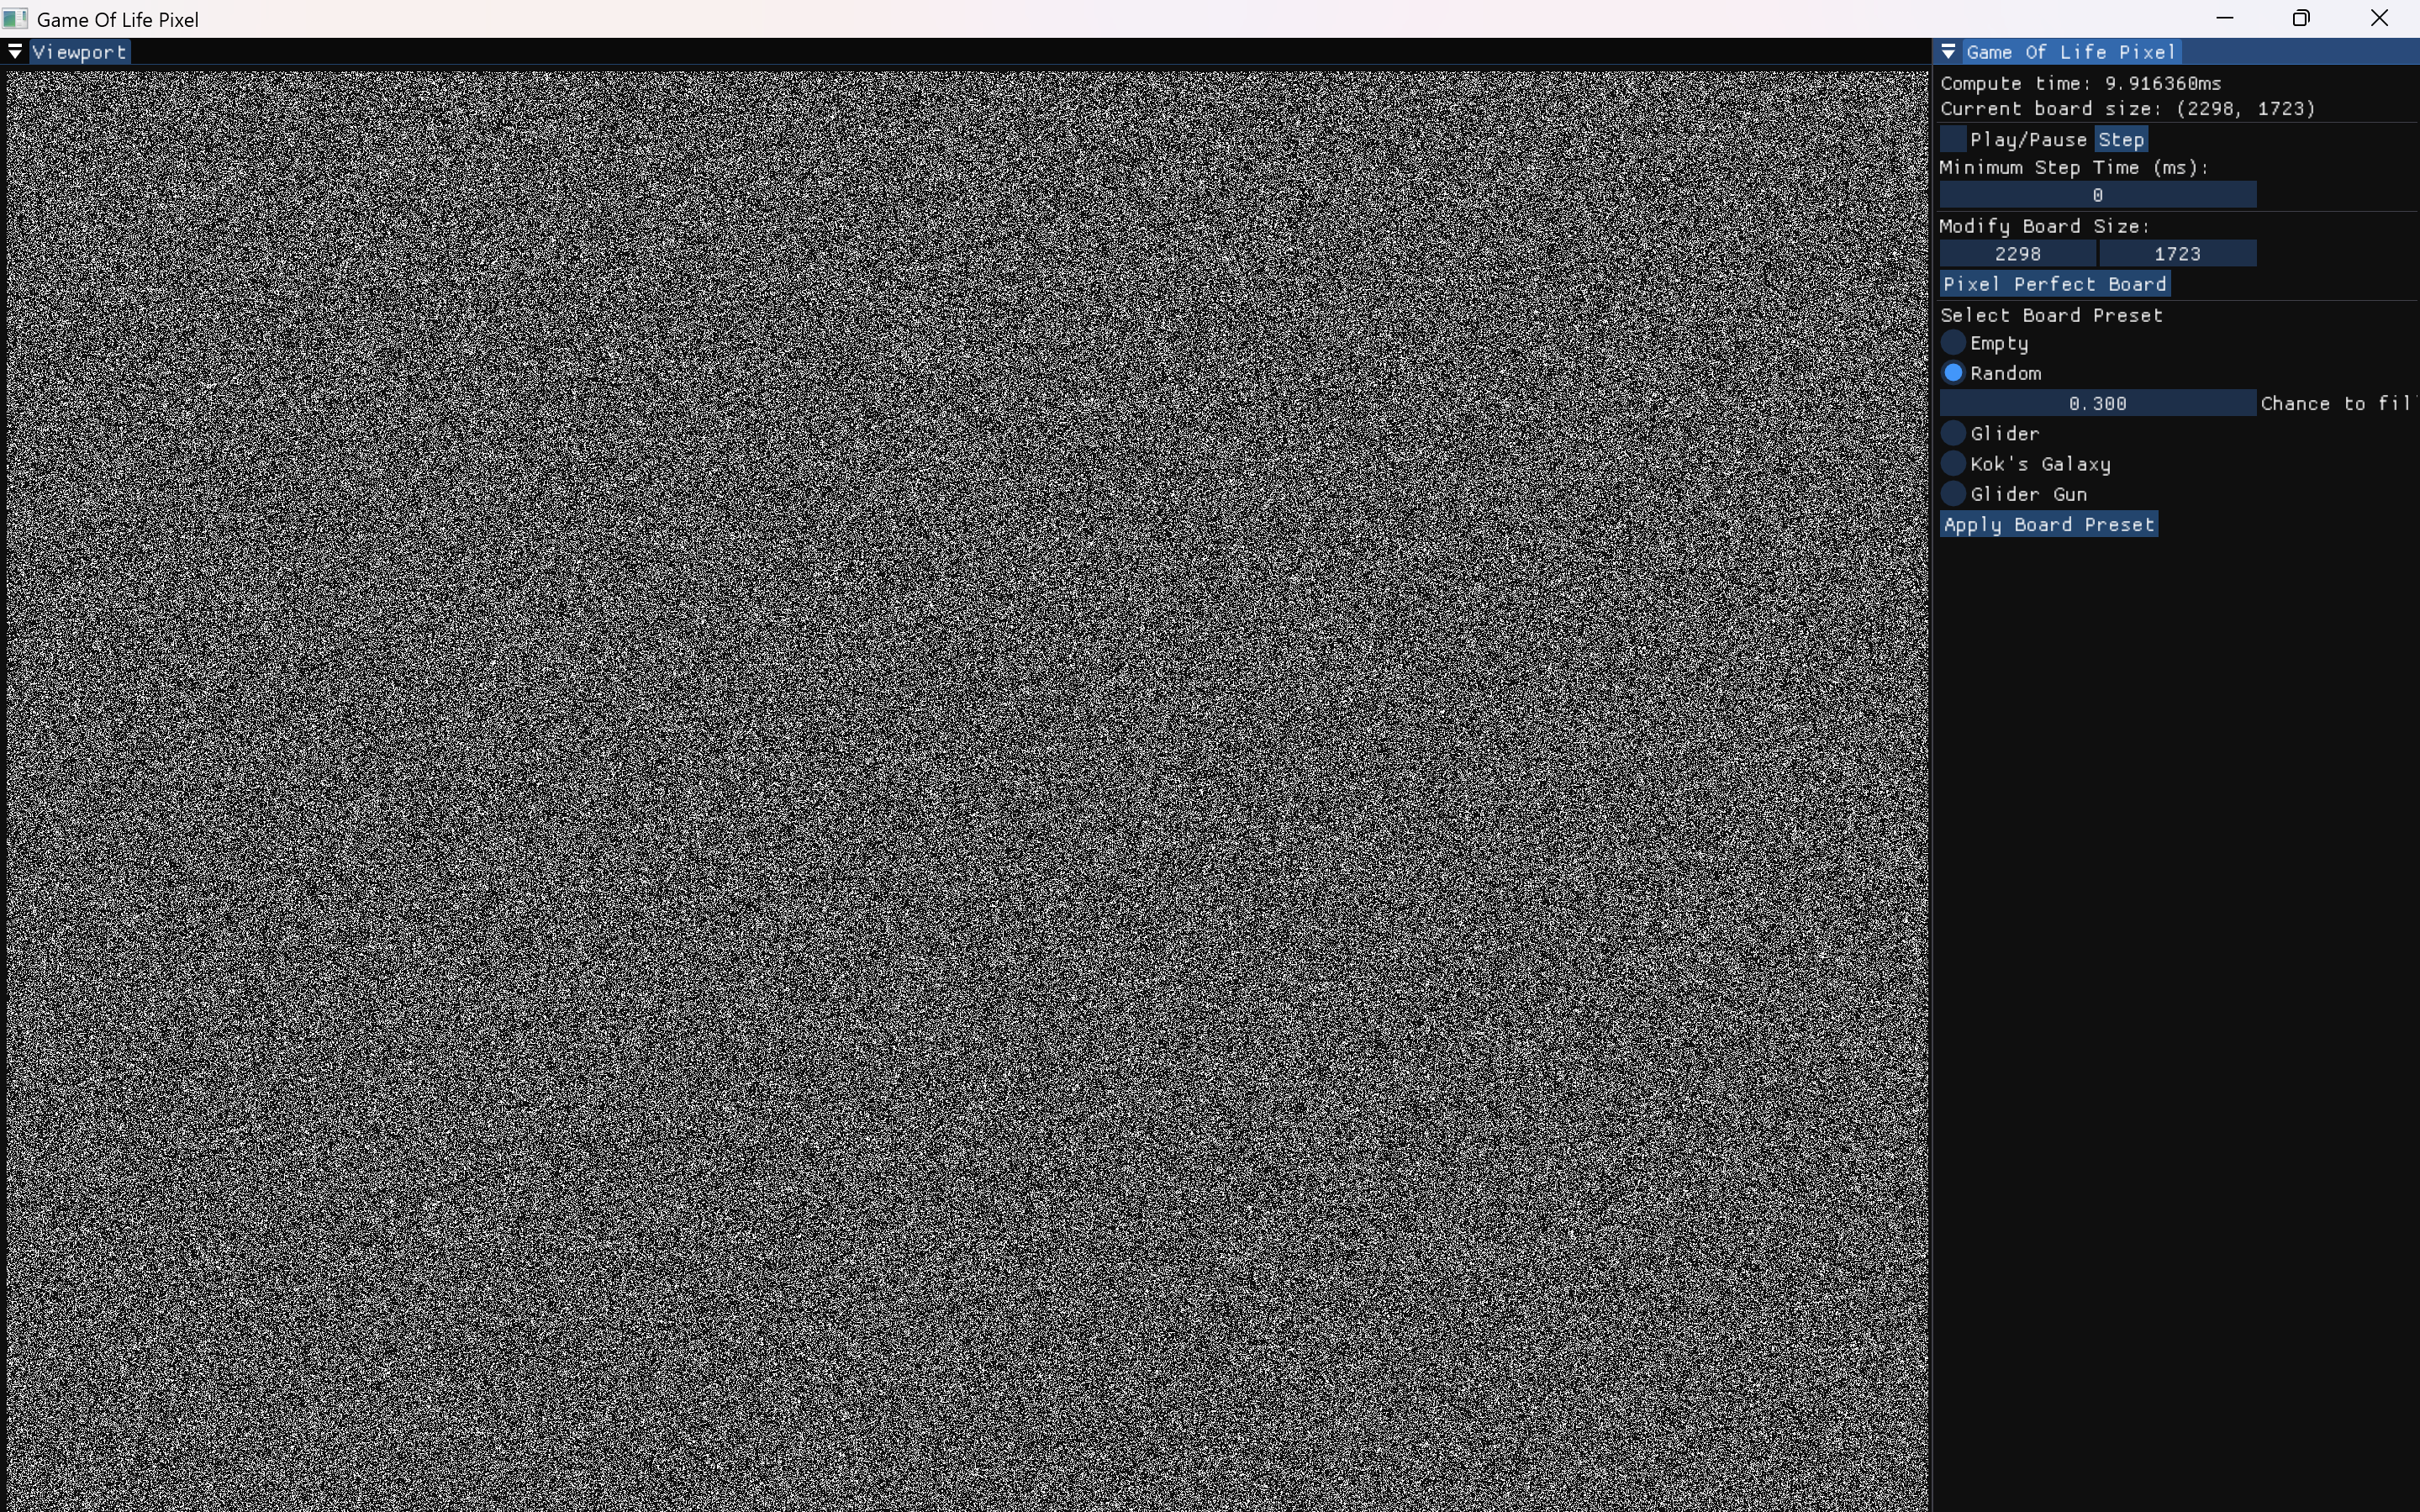 Game Of Life Pixel
Viewport
Game Of Life Pixel
Compute time: 9.916360ms
Current board size: (2298, 1723)
Play/Pause Step
Minimum Step Time (ms):
0
Modify Board Size:
2298 1723
Pixel Perfect Board
Select Board Preset
Empty
Random
0.300 Chance to fil
Glider
Kok's Galaxy
Glider Gun
Apply Board Preset